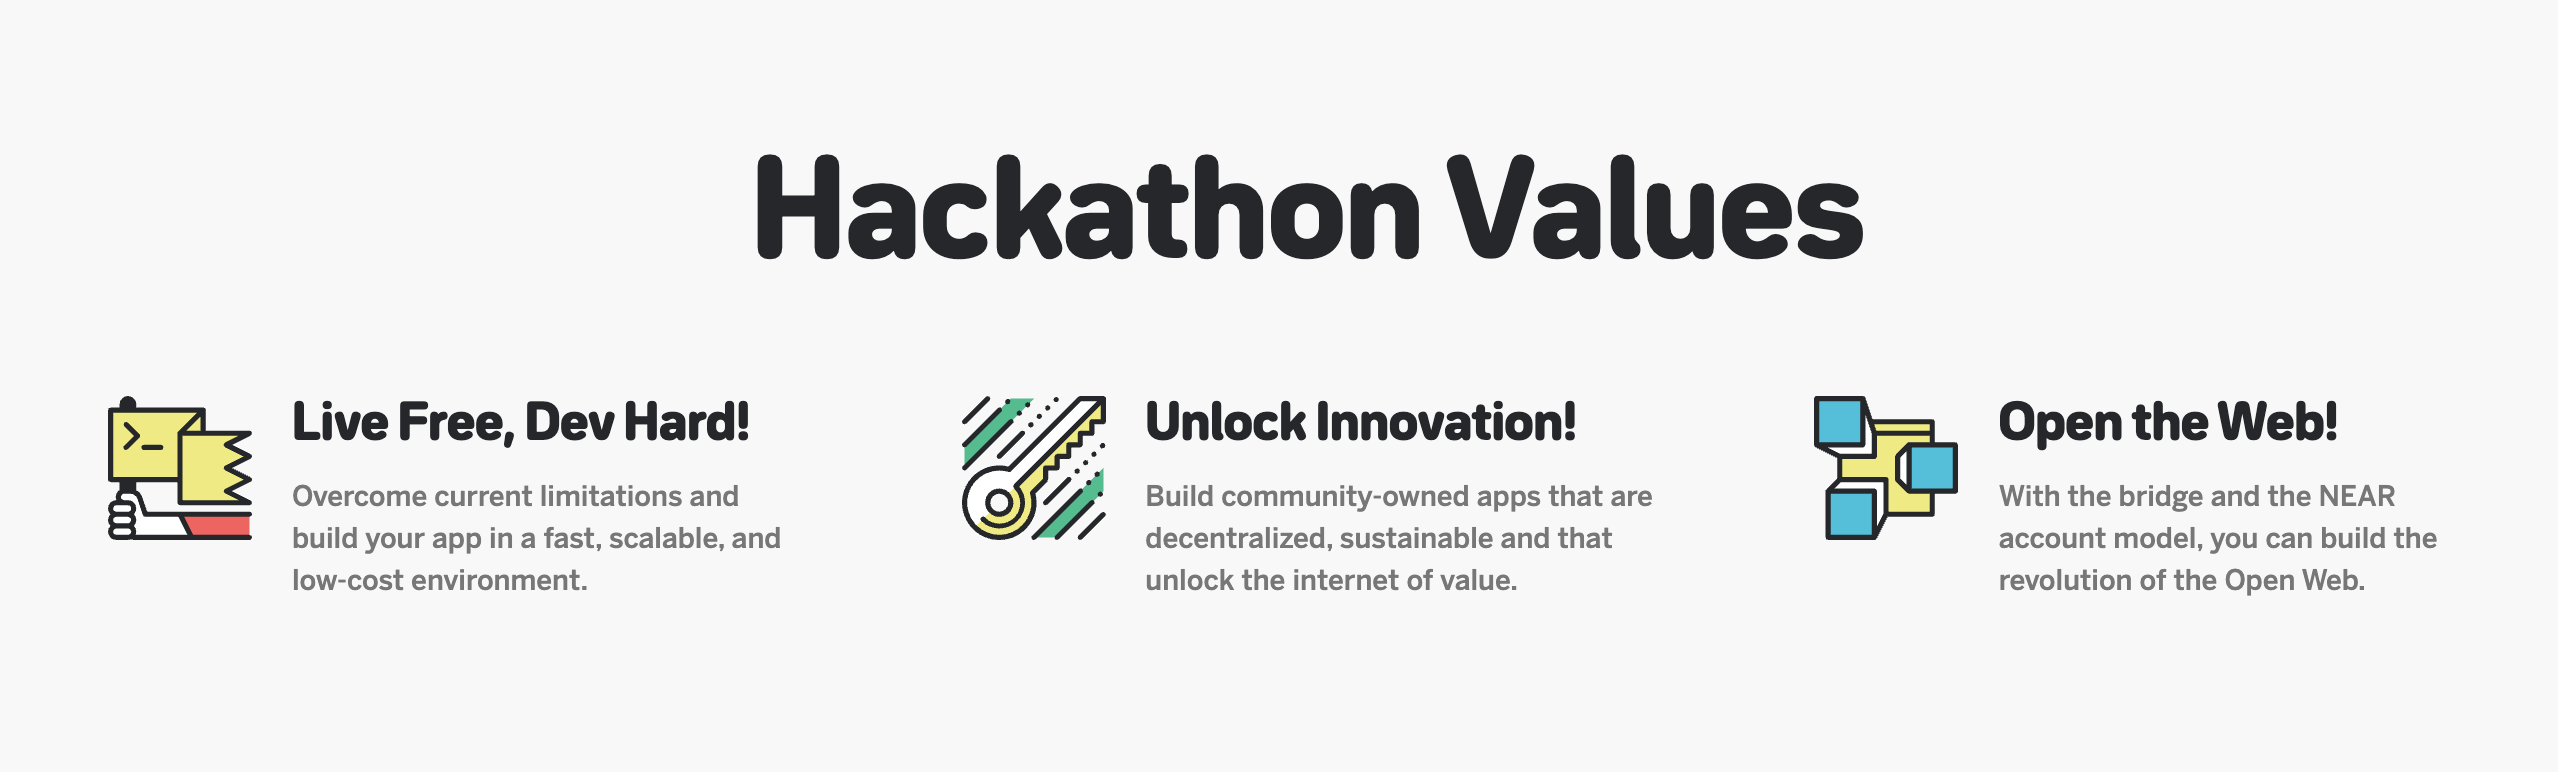 Hackathon Values
Live Free, Dev Hard!
Overcome current limitations and
build your app in a fast, scalable, and
low-cost environment.
Unlock Innovation!
Build community-owned apps that are
decentralized, sustainable and that
unlock the internet of value.
Open the Web!
With the bridge and the NEAR
account model, you can build the
revolution of the Open Web.